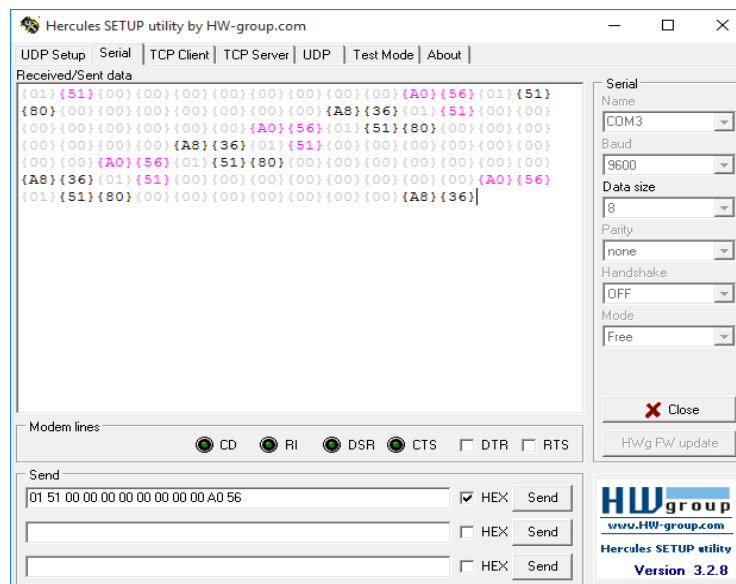 Hercules SETUP utility by HW-group.com
UDP Setup Serial TCP Client TCP Server UDP Test Mode About
Received/Sent data
{01}{51}{00}{00}{00}{00}{00}{00}{00}{00}{A0}{56}{01}{51}
{80}{00}{00}{00}{00}{00}{00}{00}{A8}{36}{01}{51}{00}{00}
{00}{00}{00}{00}{00}{00}{A0}{56}{01}{51}{80}{00}{00}{00}
{00}{00}{00}{00}{A8}{36}{01}{51}{00}{00}{00}{00}{00}{00}
{00}{00}{A0}{56}{01}{51}{80}{00}{00}{00}{00}{00}{00}{00}
{A8}{36}{01}{51}{00}{00}{00}{00}{00}{00}{00}{00}{A0}{56}
{01}{51}{80}{00}{00}{00}{00}{00}{00}{00}{A8}{36}
Serial
Name
COM3
Baud
9600
Data size
8
Parity
none
Handshake
OFF
Mode
Free
Close
HWg FW update
Modem lines
CD RI DSR CTS DTR RTS
Send
01 51 00 00 00 00 00 00 00 00 A0 56 HEX Send
HEX Send
HEX Send
HW group
www.HW-group.com
Hercules SETUP utility
Version 3.2.8